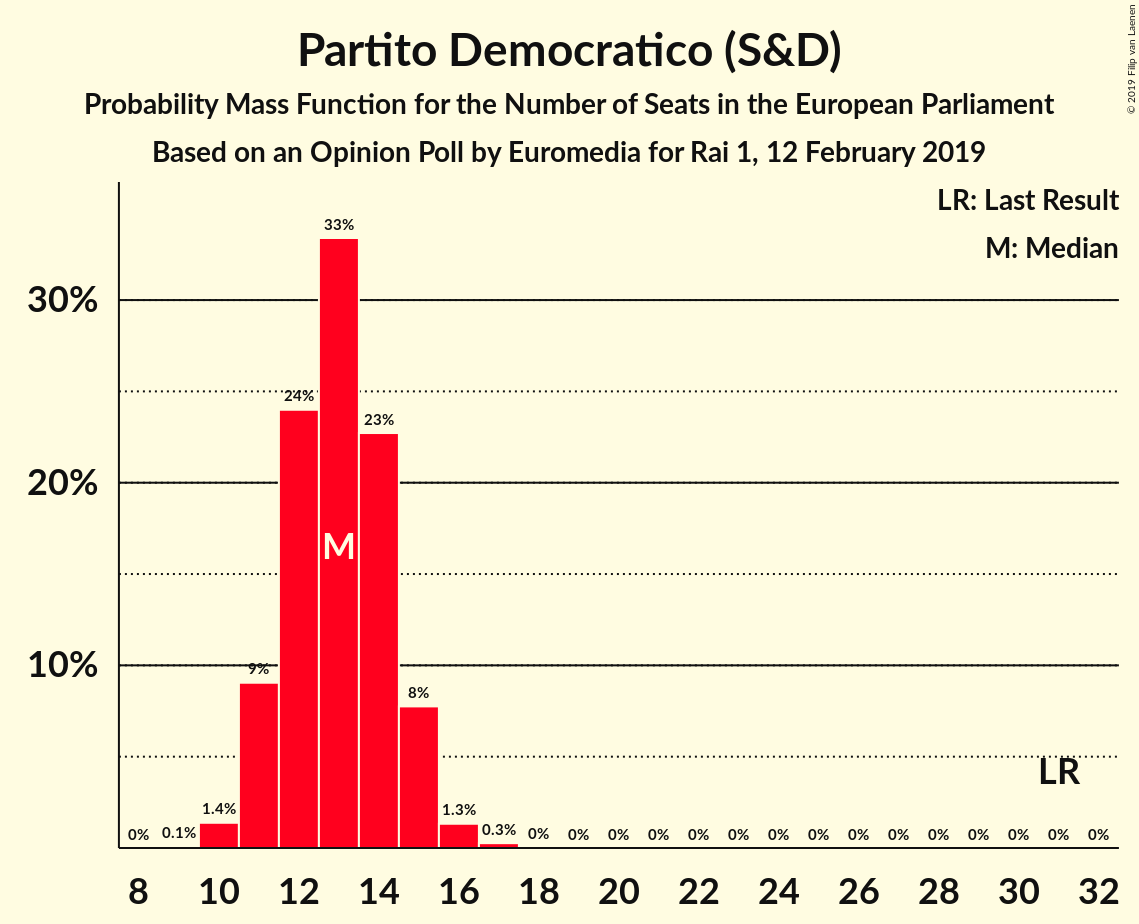 Partito Democratico (S&D)
Probability Mass Function for the Number of Seats in the European Parliament
Based on an Opinion Poll by Euromedia for Rai 1, 12 February 2019
© 2019 Filip van Laenen
LR: Last Result
M: Median
30%
20%
10%
0% 0.1% 1.4% 9% 24% 33% 23% 8% 1.3% 0.3% 0% 0% 0% 0% 0% 0% 0% 0% 0% 0% 0% 0% 0% 0% 0%
M
LR
8 10 12 14 16 18 20 22 24 26 28 30 32